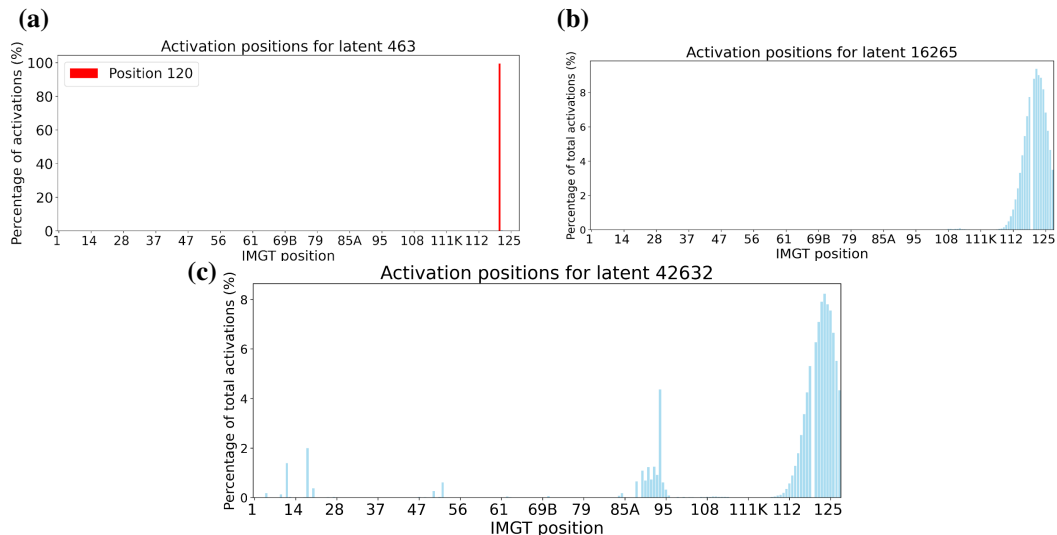 (a)
Activation positions for latent 463
Percentage of activations (%)
100
80
60
40
20
0
Position 120
1 14 28 37 47 56 61 69B 79 85A 95 108 111K 112 125
IMGT position
(b)
Activation positions for latent 16265
Percentage of total activations (%)
8
6
4
2
0
1 14 28 37 47 56 61 69B 79 85A 95 108 111K 112 125
IMGT position
(c)
Activation positions for latent 42632
Percentage of total activations (%)
8
6
4
2
0
1 14 28 37 47 56 61 69B 79 85A 95 108 111K 112 125
IMGT position